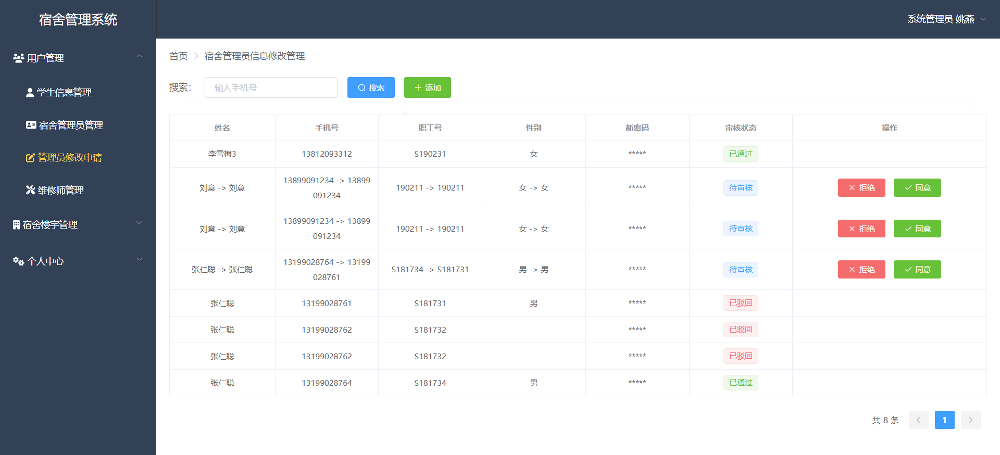 宿舍管理系统
系统管理员 姚燕
用户管理
学生信息管理
宿舍管理员管理
管理员修改申请
维修师管理
宿舍楼宇管理
个人中心
首页 宿舍管理员信息修改管理
搜索： 输入手机号 搜索 添加
姓名 手机号 职工号 性别 新密码 审核状态 操作
李雪梅3 13812093312 S190231 女 ***** 已通过
刘意 -> 刘意 13899091234 -> 13899
091234 190211 -> 190211 女 -> 女 ***** 待审核 拒绝 同意
刘意 -> 刘意 13899091234 -> 13899
091234 190211 -> 190211 女 -> 女 ***** 待审核 拒绝 同意
张仁聪 -> 张仁聪 13199028764 -> 13199
028761 S181734 -> S181731 男 -> 男 ***** 待审核 拒绝 同意
张仁聪 13199028761 S181731 男 ***** 已驳回
张仁聪 13199028762 S181732 ***** 已驳回
张仁聪 13199028762 S181732 ***** 已驳回
张仁聪 13199028764 S181734 男 ***** 已通过
共 8 条 1